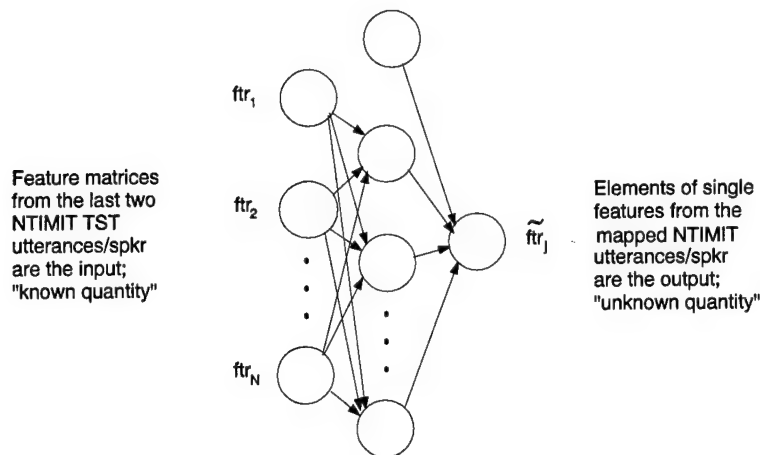 ftr1
Feature matrices
from the last two
NTIMIT TST
utterances/spkr
are the input;
"known quantity"
ftr2
ftrN
f̃trJ
Elements of single
features from the
mapped NTIMIT
utterances/spkr
are the output;
"unknown quantity"